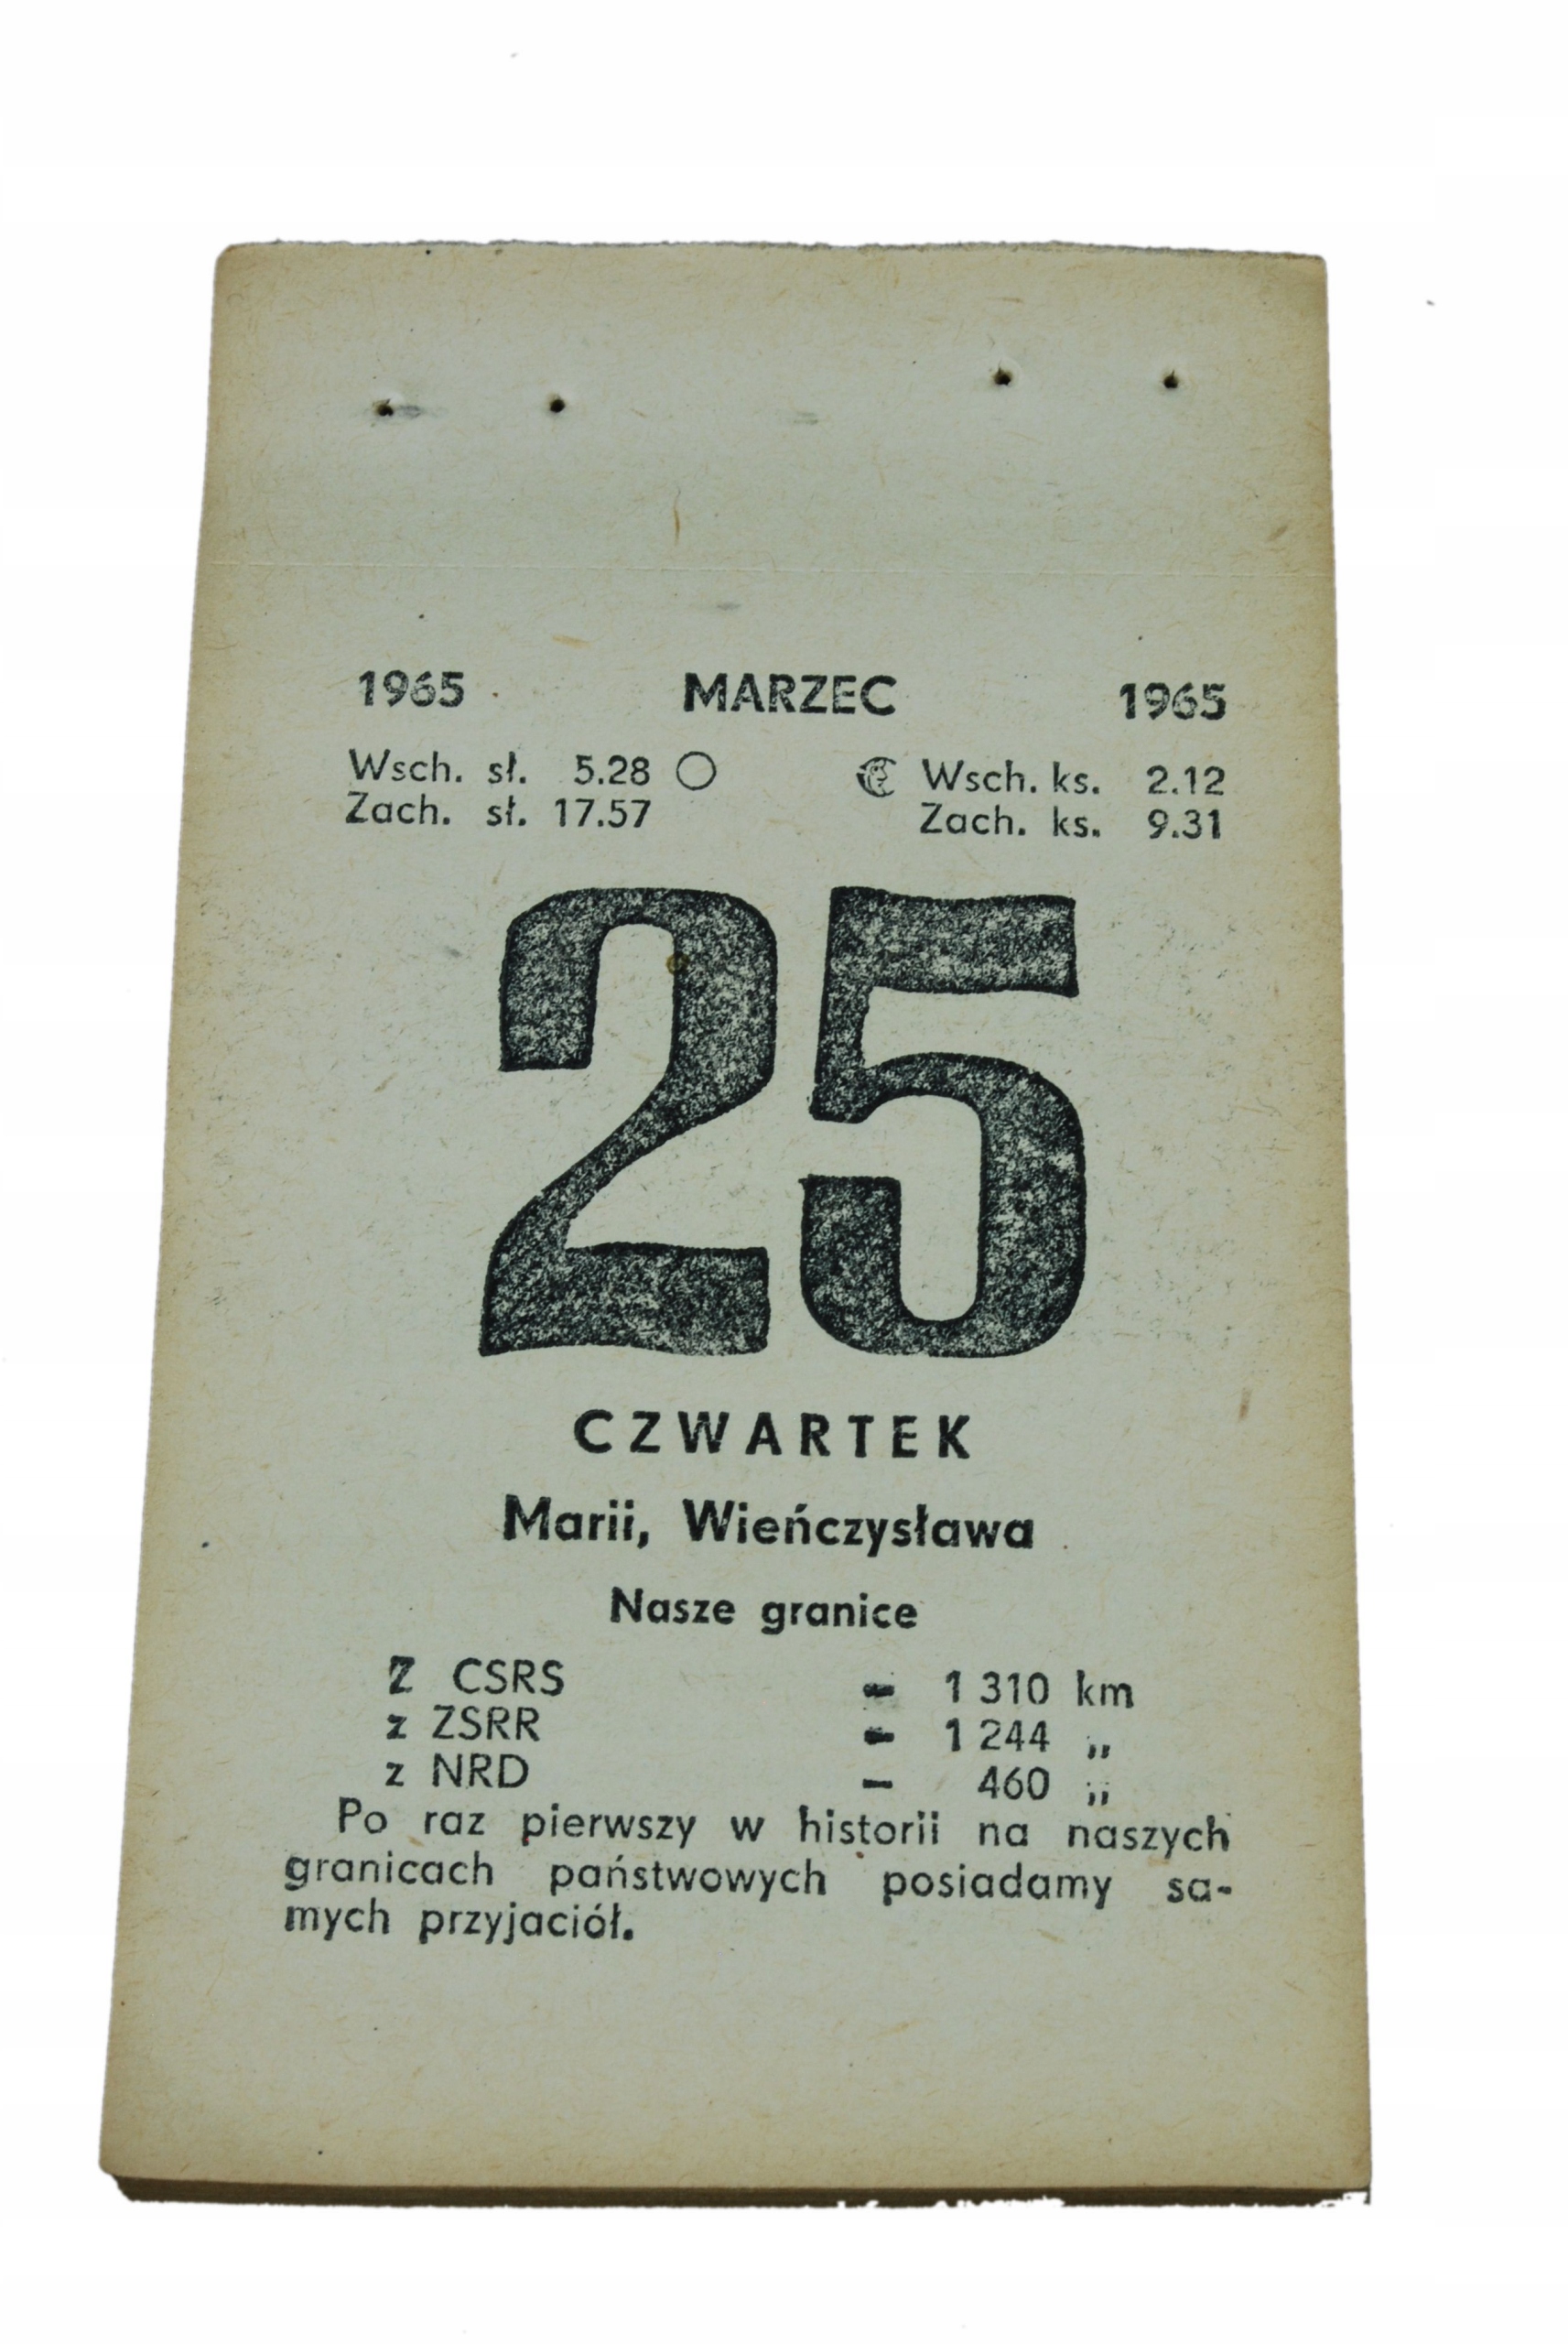 1965 MARZEC 1965
Wsch. sł. 5.28 Wsch. ks. 2.12
Zach. sł. 17.57 Zach. ks. 9.31
25
CZWARTEK
Marii, Wieńczysława
Nasze granice
Z CSRS - 1 310 km
z ZSRR - 1 244 „
z NRD - 460 „
Po raz pierwszy w historii na naszych
granicach państwowych posiadamy sa-
mych przyjaciół.